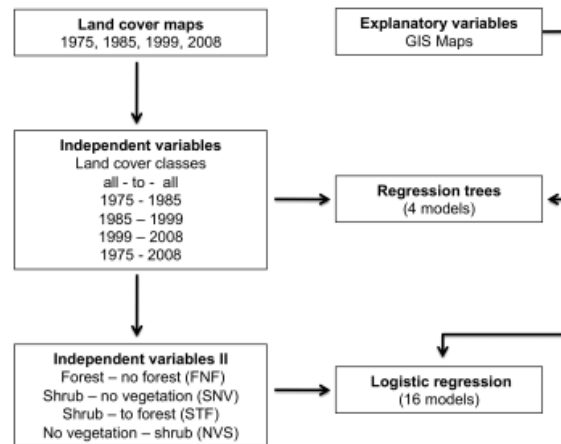 Land cover maps
1975, 1985, 1999, 2008
Explanatory variables
GIS Maps
Independent variables
Land cover classes
all - to - all
1975 - 1985
1985 – 1999
1999 – 2008
1975 - 2008
Regression trees
(4 models)
Independent variables II
Forest – no forest (FNF)
Shrub – no vegetation (SNV)
Shrub – to forest (STF)
No vegetation – shrub (NVS)
Logistic regression
(16 models)